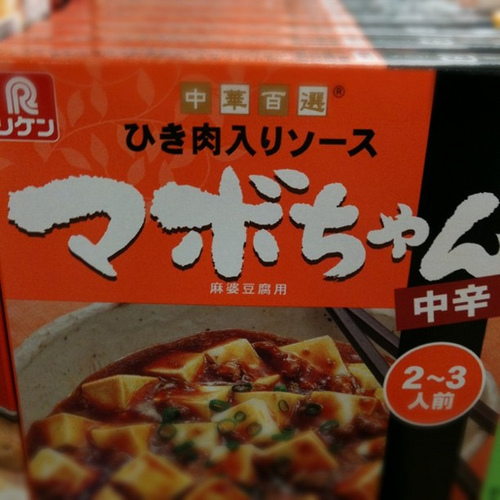 リケン
中華百選®
ひき肉入りソース
マボちゃん
麻婆豆腐用
中辛
2～3
人前